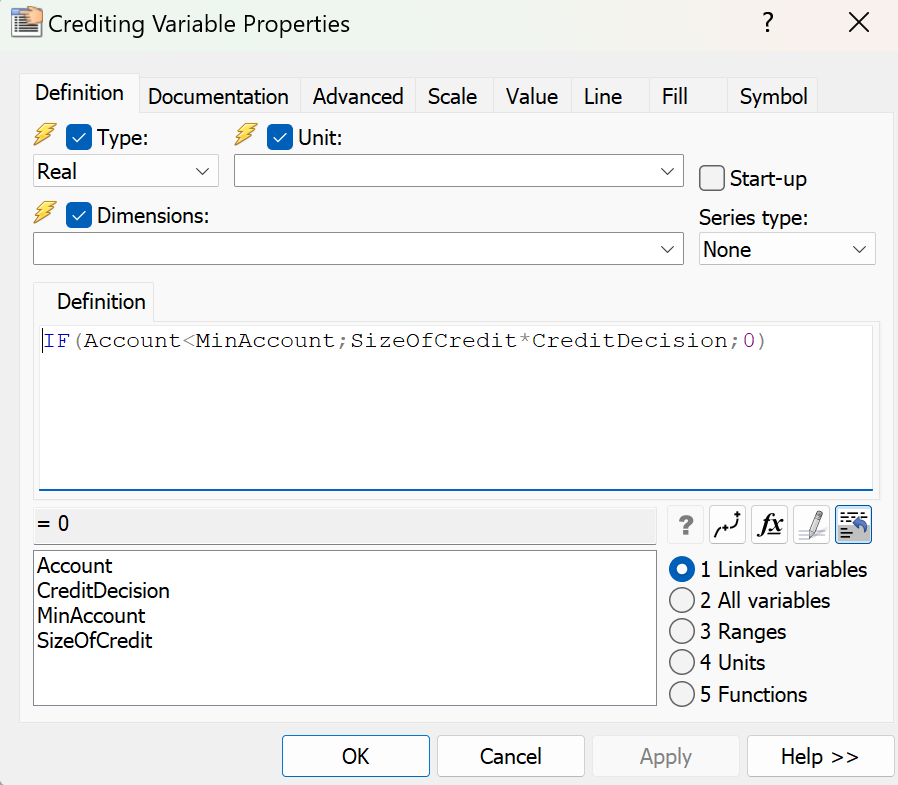 Crediting Variable Properties ?
Definition Documentation Advanced Scale Value Line Fill Symbol
Type: Unit:
Real
Start-up
Dimensions:
Series type:
None
Definition
IF(Account<MinAccount;SizeOfCredit*CreditDecision;0)
= 0
? fx
Account
CreditDecision
MinAccount
SizeOfCredit
1 Linked variables
2 All variables
3 Ranges
4 Units
5 Functions
OK Cancel Apply Help >>